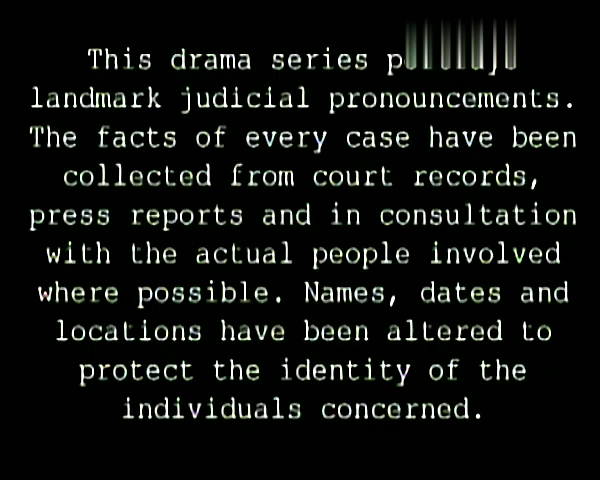 This drama series
landmark judicial pronouncements.
The facts of every case have been
collected from court records,
press reports and in consultation
with the actual people involved
where possible. Names, dates and
locations have been altered to
protect the identity of the
individuals concerned.